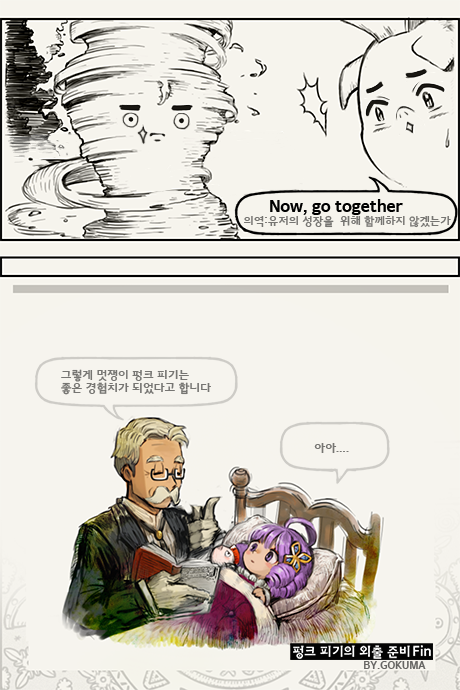 Now, go together
의역:유저의 성장을 위해 함께하지 않겠는가
그렇게 멋쟁이 펑크 피기는
좋은 경험치가 되었다고 합니다
아아....
펑크 피기의 외출 준비 Fin
BY.GOKUMA